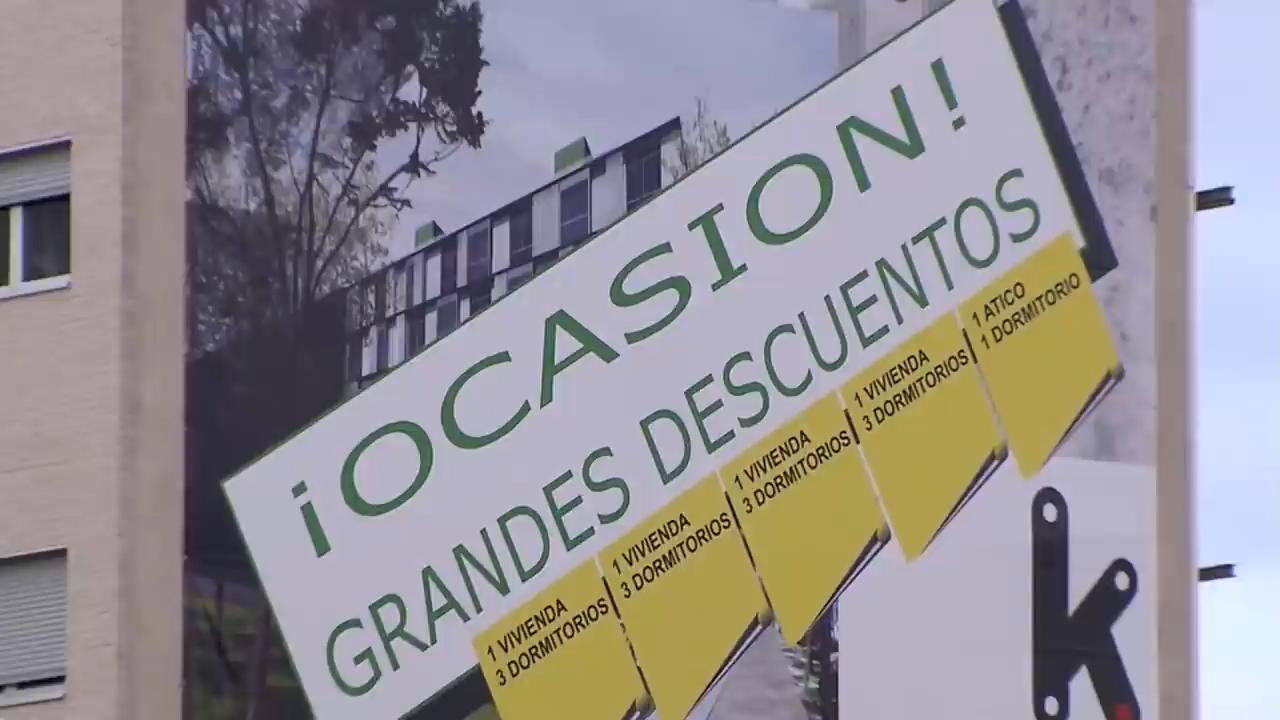 ¡OCASION!
GRANDES DESCUENTOS
1 VIVIENDA
3 DORMITORIOS
1 VIVIENDA
3 DORMITORIOS
1 VIVIENDA
3 DORMITORIOS
1 VIVIENDA
3 DORMITORIOS
1 ATICO
1 DORMITORIO
k